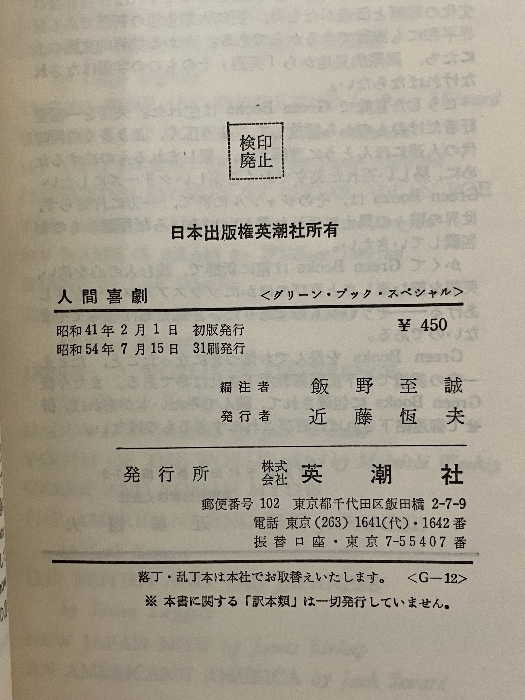 検印
廃止
日本出版権英潮社所有
人間喜劇 <グリーン・ブック・スペシャル>
昭和41年2月1日 初版発行 ¥450
昭和54年7月15日 31刷発行
編注者 飯野至誠
発行者 近藤恆夫
発行所 株式会社 英潮社
郵便番号 102 東京都千代田区飯田橋 2-7-9
電話 東京(263) 1641(代)・1642番
振替口座・東京 7-55407番
落丁・乱丁本は本社でお取替えいたします。 <G—12>
※ 本書に関する「訳本類」は一切発行していません。